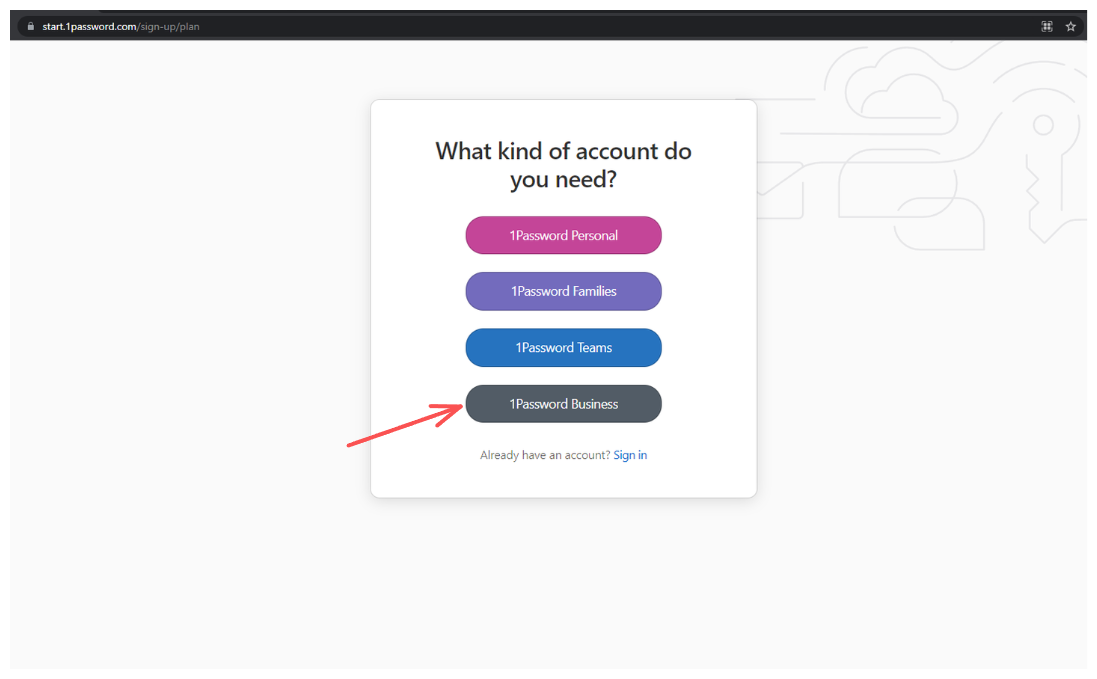 start.1password.com/sign-up/plan
What kind of account do
you need?
1Password Personal
1Password Families
1Password Teams
1Password Business
Already have an account? Sign in